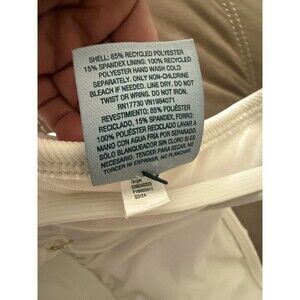 SHELL: 85% RECYCLED POLYESTER
15% SPANDEX LINING: 100% RECYCLED
POLYESTER HAND WASH COLD
SEPARATELY. ONLY NON-CHLORINE
BLEACH IF NEEDED. LINE DRY. DO NOT
TWIST OR WRING. DO NOT IRON.
RN17730 VN1984071
REVESTIMIENTO: 85% POLIÉSTER
RECICLADO, 15% SPANDEX, FORRO:
100% POLIÉSTER RECICLADO LAVAR A
MANO CON AGUA FRÍA POR SEPARADO.
SÓLO BLANQUEADOR SIN CLORO SI ES
NECESARIO. TENDER PARA SECAR. NO
TORCER NI EXPRIMIR. NO PLANCHAR
Target
03/24